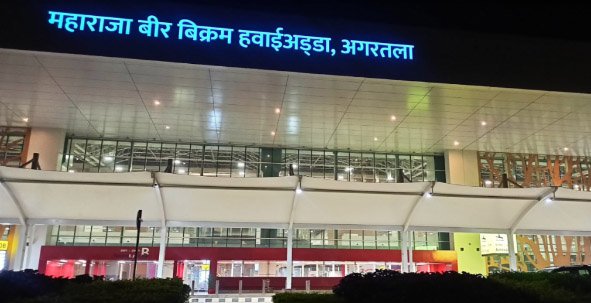 महाराजा बीर बिक्रम हवाईअड्डा, अगरतला